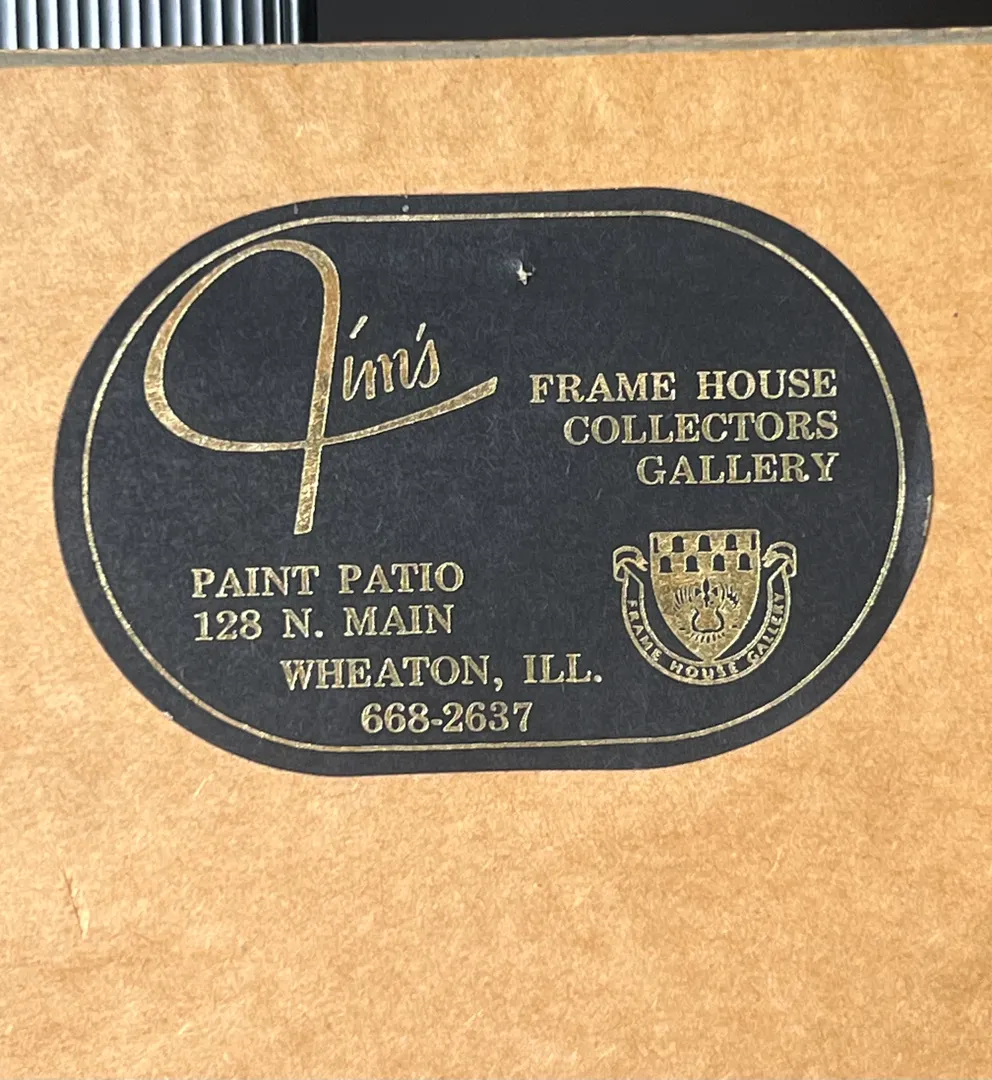 Jim's
FRAME HOUSE
COLLECTORS
GALLERY
PAINT PATIO
128 N. MAIN
WHEATON, ILL.
668-2637
FRAME HOUSE GALLERY